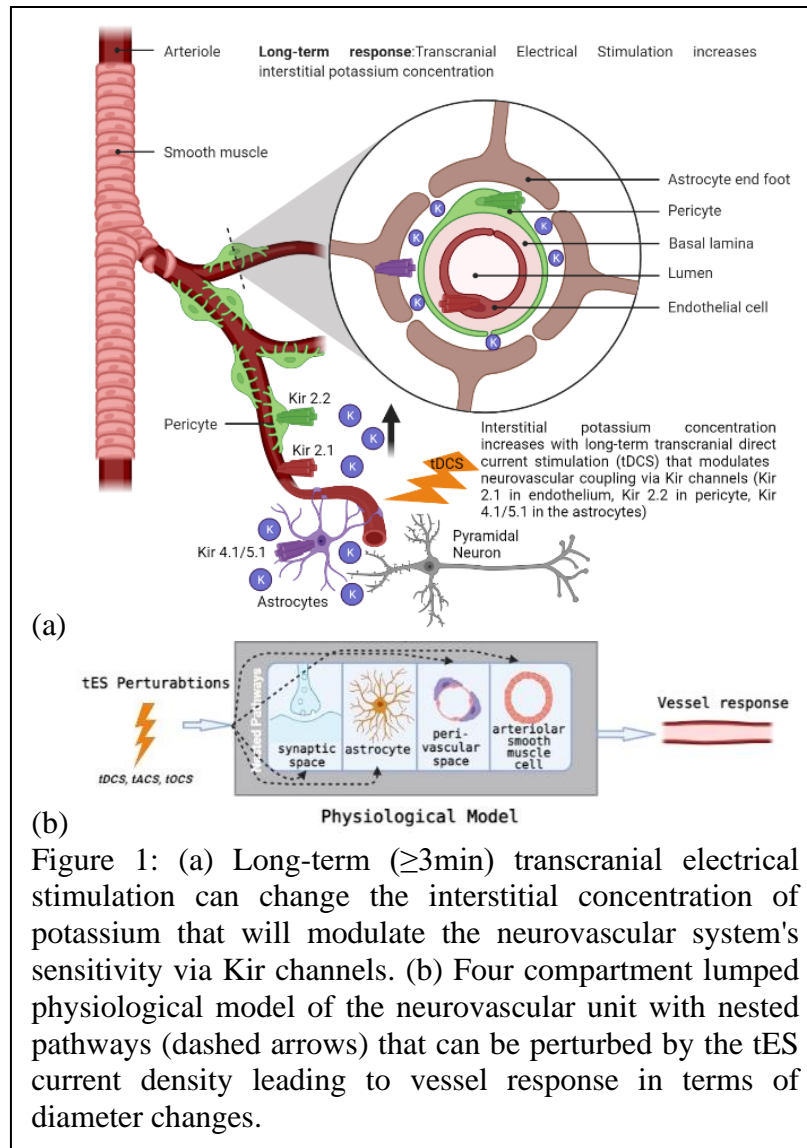 Arteriole
Long-term response:Transcranial Electrical Stimulation increases
interstitial potassium concentration
Smooth muscle
Astrocyte end foot
Pericyte
Basal lamina
Lumen
Endothelial cell
K
K
K
K
K
K
Kir 2.2
Pericyte
Kir 2.1
K
K
K
tDCS
Interstitial potassium concentration
increases with long-term transcranial direct
current stimulation (tDCS) that modulates
neurovascular coupling via Kir channels (Kir
2.1 in endothelium, Kir 2.2 in pericyte, Kir
4.1/5.1 in the astrocytes)
K
Kir 4.1/5.1
K
K
K
Astrocytes
Pyramidal
Neuron
(a)
tES Perturbtions
tDCS, tACS, tOCS
Nested Pathways
synaptic
space
astrocyte
peri-
vascular
space
arteriolar
smooth
muscle
cell
Vessel response
Physiological Model
(b)
Figure 1: (a) Long-term (≥3min) transcranial electrical
stimulation can change the interstitial concentration of
potassium that will modulate the neurovascular system's
sensitivity via Kir channels. (b) Four compartment lumped
physiological model of the neurovascular unit with nested
pathways (dashed arrows) that can be perturbed by the tES
current density leading to vessel response in terms of
diameter changes.